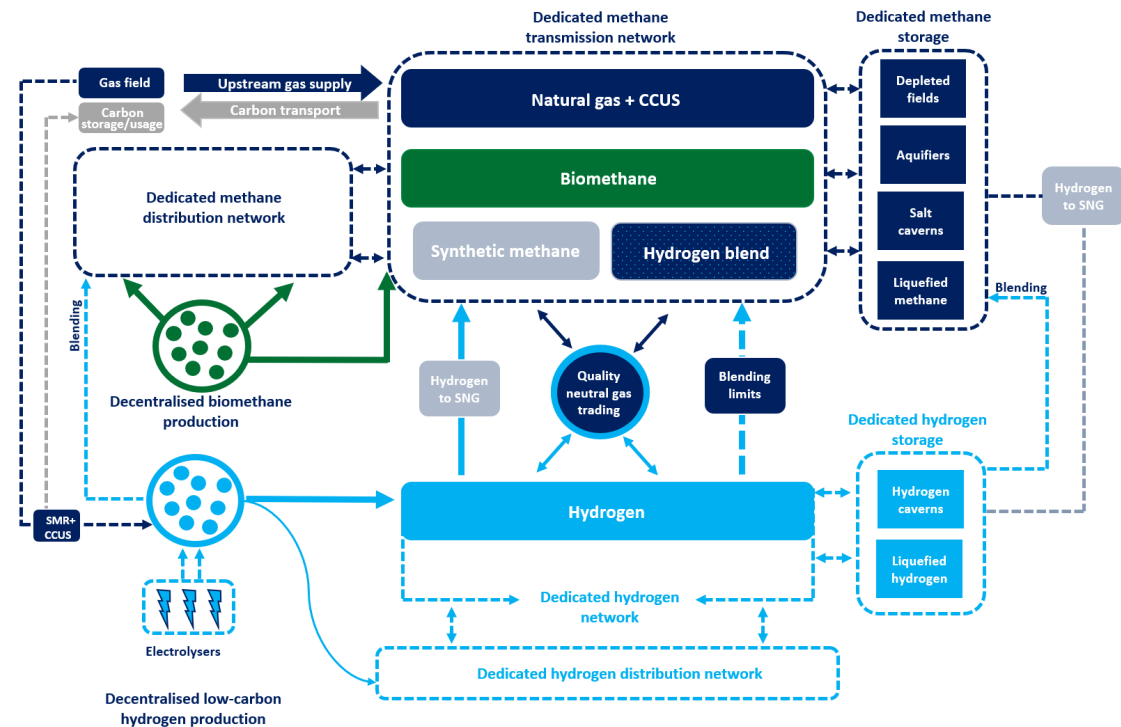 Dedicated methane
transmission network
Dedicated methane
storage
Gas field
Upstream gas supply
Carbon
storage/usage
Carbon transport
Natural gas + CCUS
Biomethane
Synthetic methane
Hydrogen blend
Depleted
fields
Aquifiers
Salt
caverns
Liquefied
methane
Hydrogen
to SNG
Dedicated methane
distribution network
Blending
Blending
Decentralised biomethane
production
Hydrogen
to SNG
Quality
neutral gas
trading
Blending
limits
Dedicated hydrogen
storage
Hydrogen
caverns
Liquefied
hydrogen
SMR+
CCUS
Hydrogen
Dedicated hydrogen
network
Electrolysers
Dedicated hydrogen distribution network
Decentralised low-carbon
hydrogen production